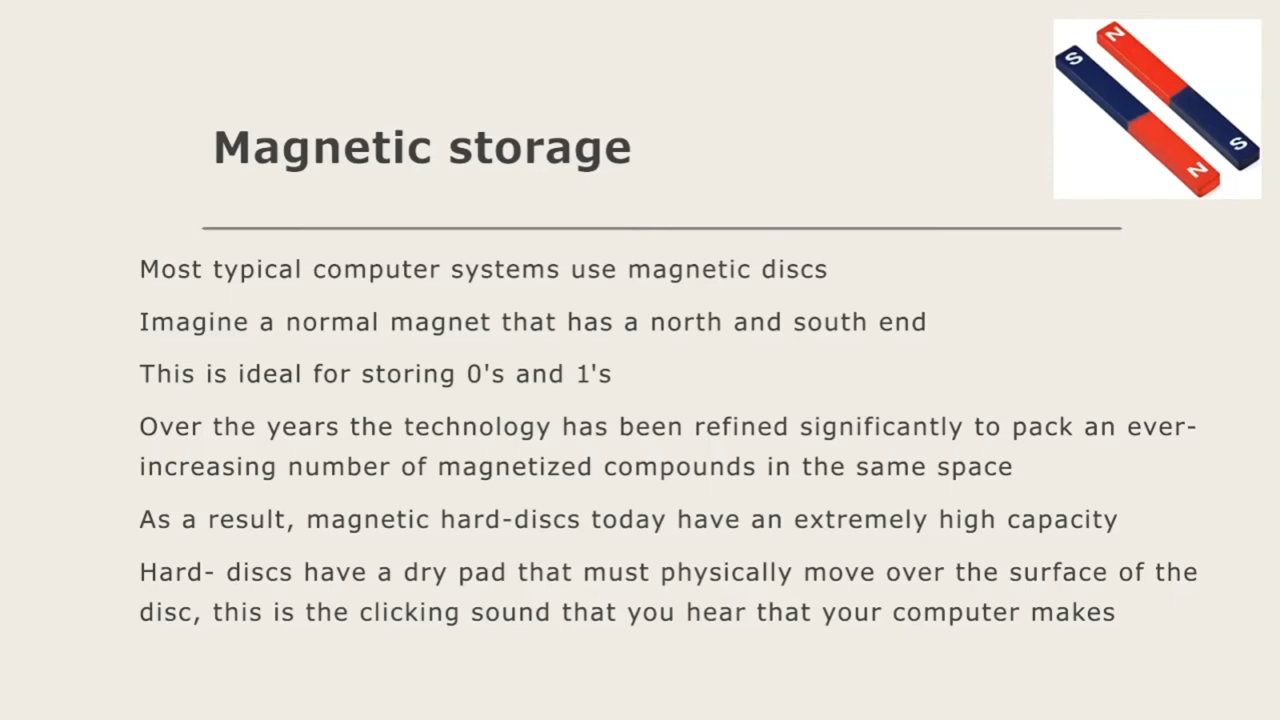 Magnetic storage
N
S
S
N
Most typical computer systems use magnetic discs
Imagine a normal magnet that has a north and south end
This is ideal for storing 0's and 1's
Over the years the technology has been refined significantly to pack an ever-
increasing number of magnetized compounds in the same space
As a result, magnetic hard-discs today have an extremely high capacity
Hard- discs have a dry pad that must physically move over the surface of the
disc, this is the clicking sound that you hear that your computer makes